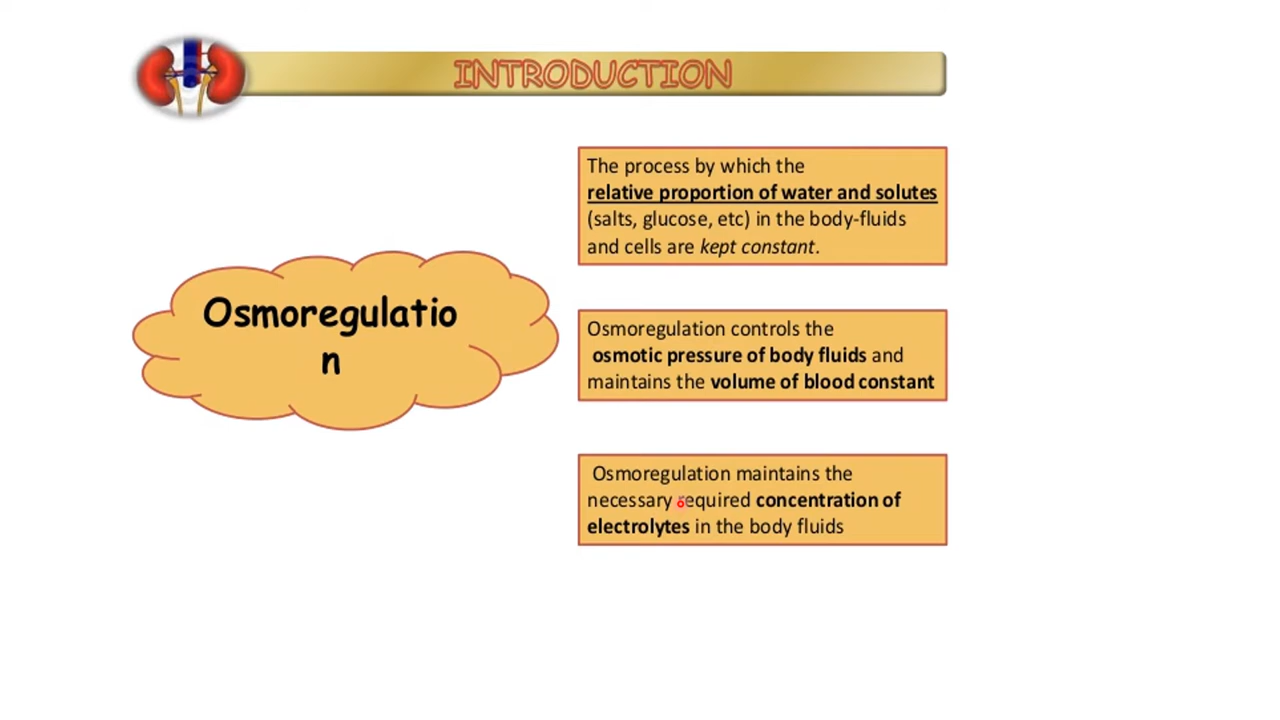 INTRODUCTION
The process by which the
relative proportion of water and solutes
(salts, glucose, etc) in the body-fluids
and cells are kept constant.
Osmoregulatio
n
Osmoregulation controls the
osmotic pressure of body fluids and
maintains the volume of blood constant
Osmoregulation maintains the
necessary required concentration of
electrolytes in the body fluids